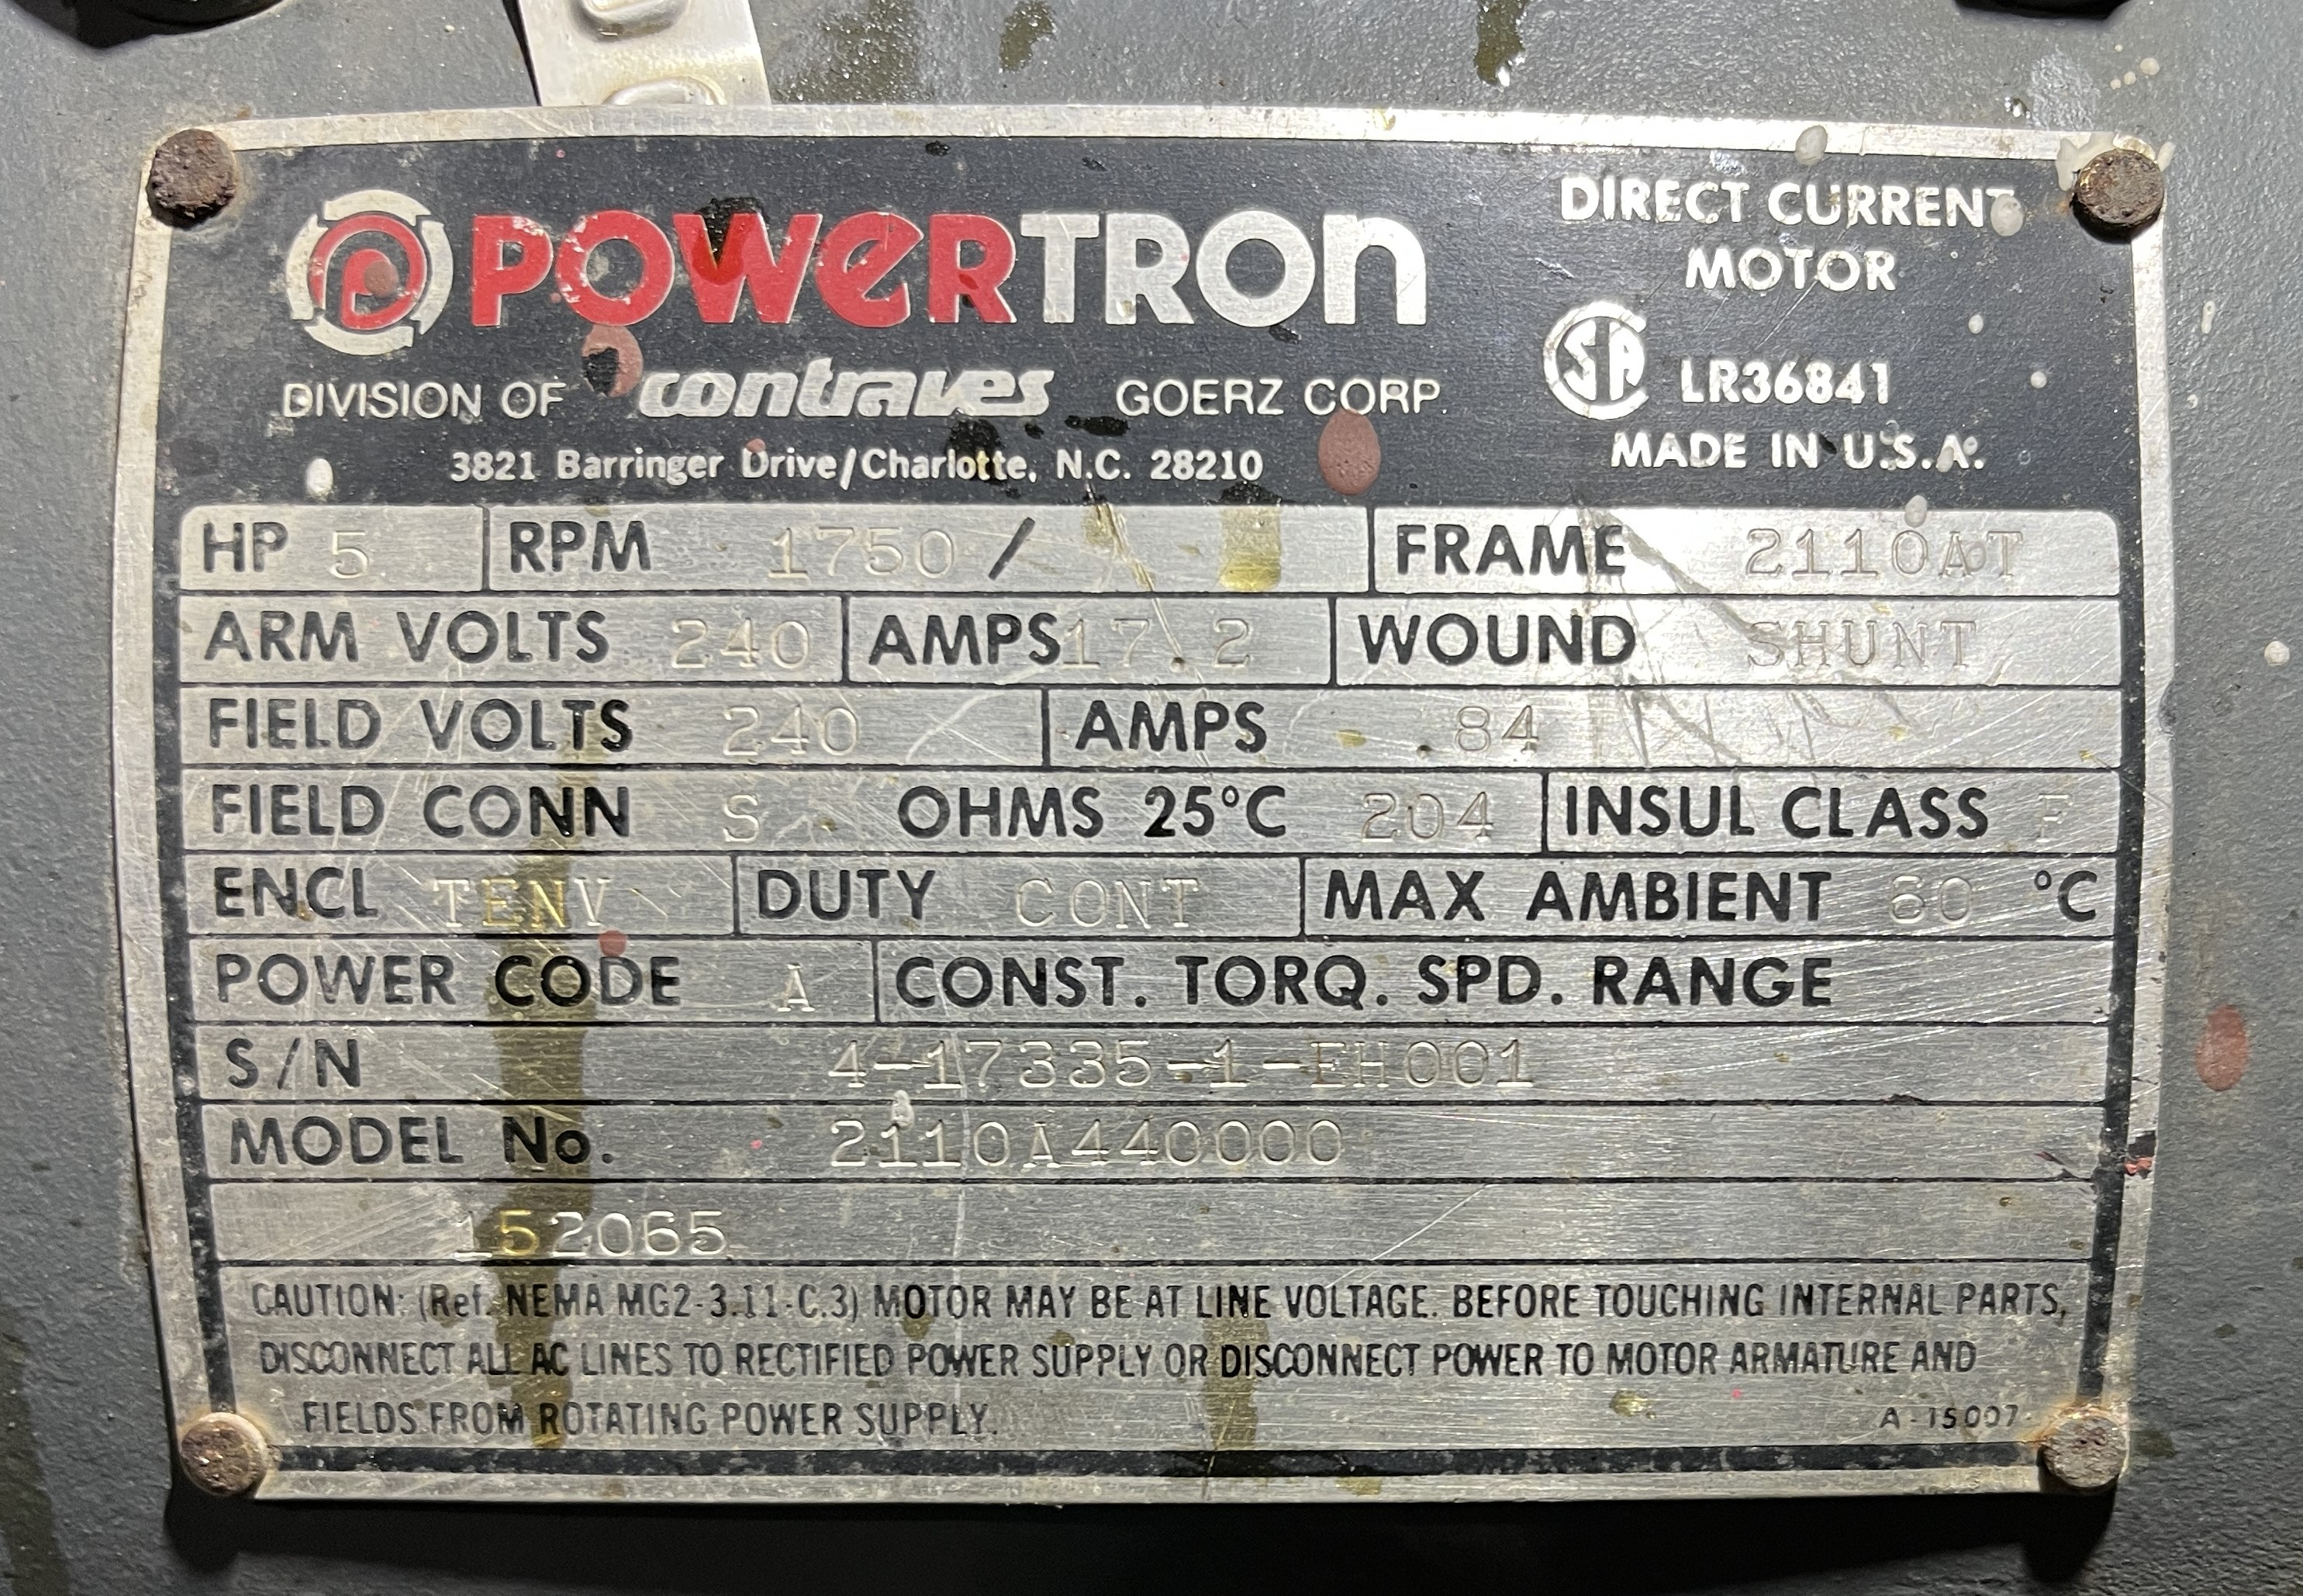 POWERTRON
DIRECT CURRENT
MOTOR
DIVISION OF contraves GOERZ CORP.
SA LR36841
3821 Barringer Drive/Charlotte, N.C. 28210
MADE IN U.S.A.
HP 5 RPM 1750 / FRAME 2110AT
ARM VOLTS 240 AMPS 17.2 WOUND SHUNT
FIELD VOLTS 240 AMPS .84
FIELD CONN S OHMS 25°C 204 INSUL CLASS F
ENCL TENV DUTY CONT MAX AMBIENT °C
POWER CODE A CONST. TORQ. SPD. RANGE
S/N 4-17335-1-EH001
MODEL No. 2110A440000
152065
CAUTION: (Ref. NEMA MG2-3.11-C.3) MOTOR MAY BE AT LINE VOLTAGE. BEFORE TOUCHING INTERNAL PARTS,
DISCONNECT ALL AC LINES TO RECTIFIED POWER SUPPLY OR DISCONNECT POWER TO MOTOR ARMATURE AND
FIELDS FROM ROTATING POWER SUPPLY.
A-15007